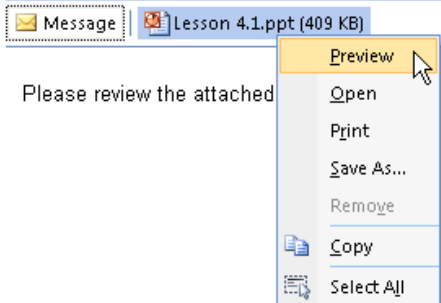 Message Lesson 4.1.ppt (409 KB)
Preview
Please review the attached
Open
Print
Save As...
Remove
Copy
Select All